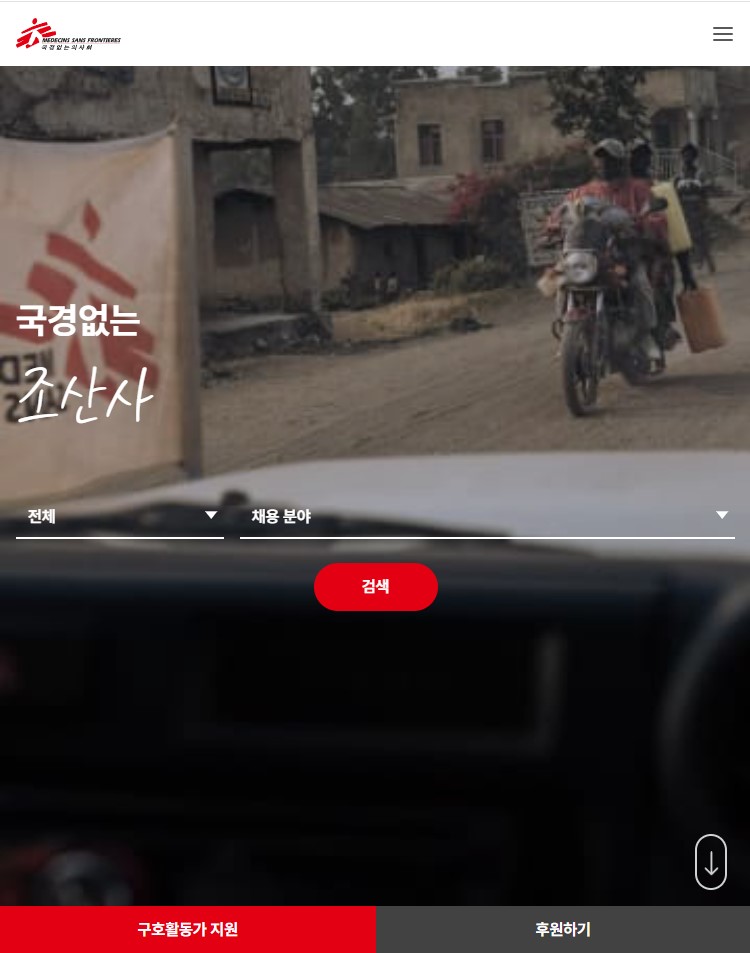 MEDECINS SANS FRONTIERES
국경없는의사회
국경없는
조산사
전체
채용 분야
검색
구호활동가 지원
후원하기